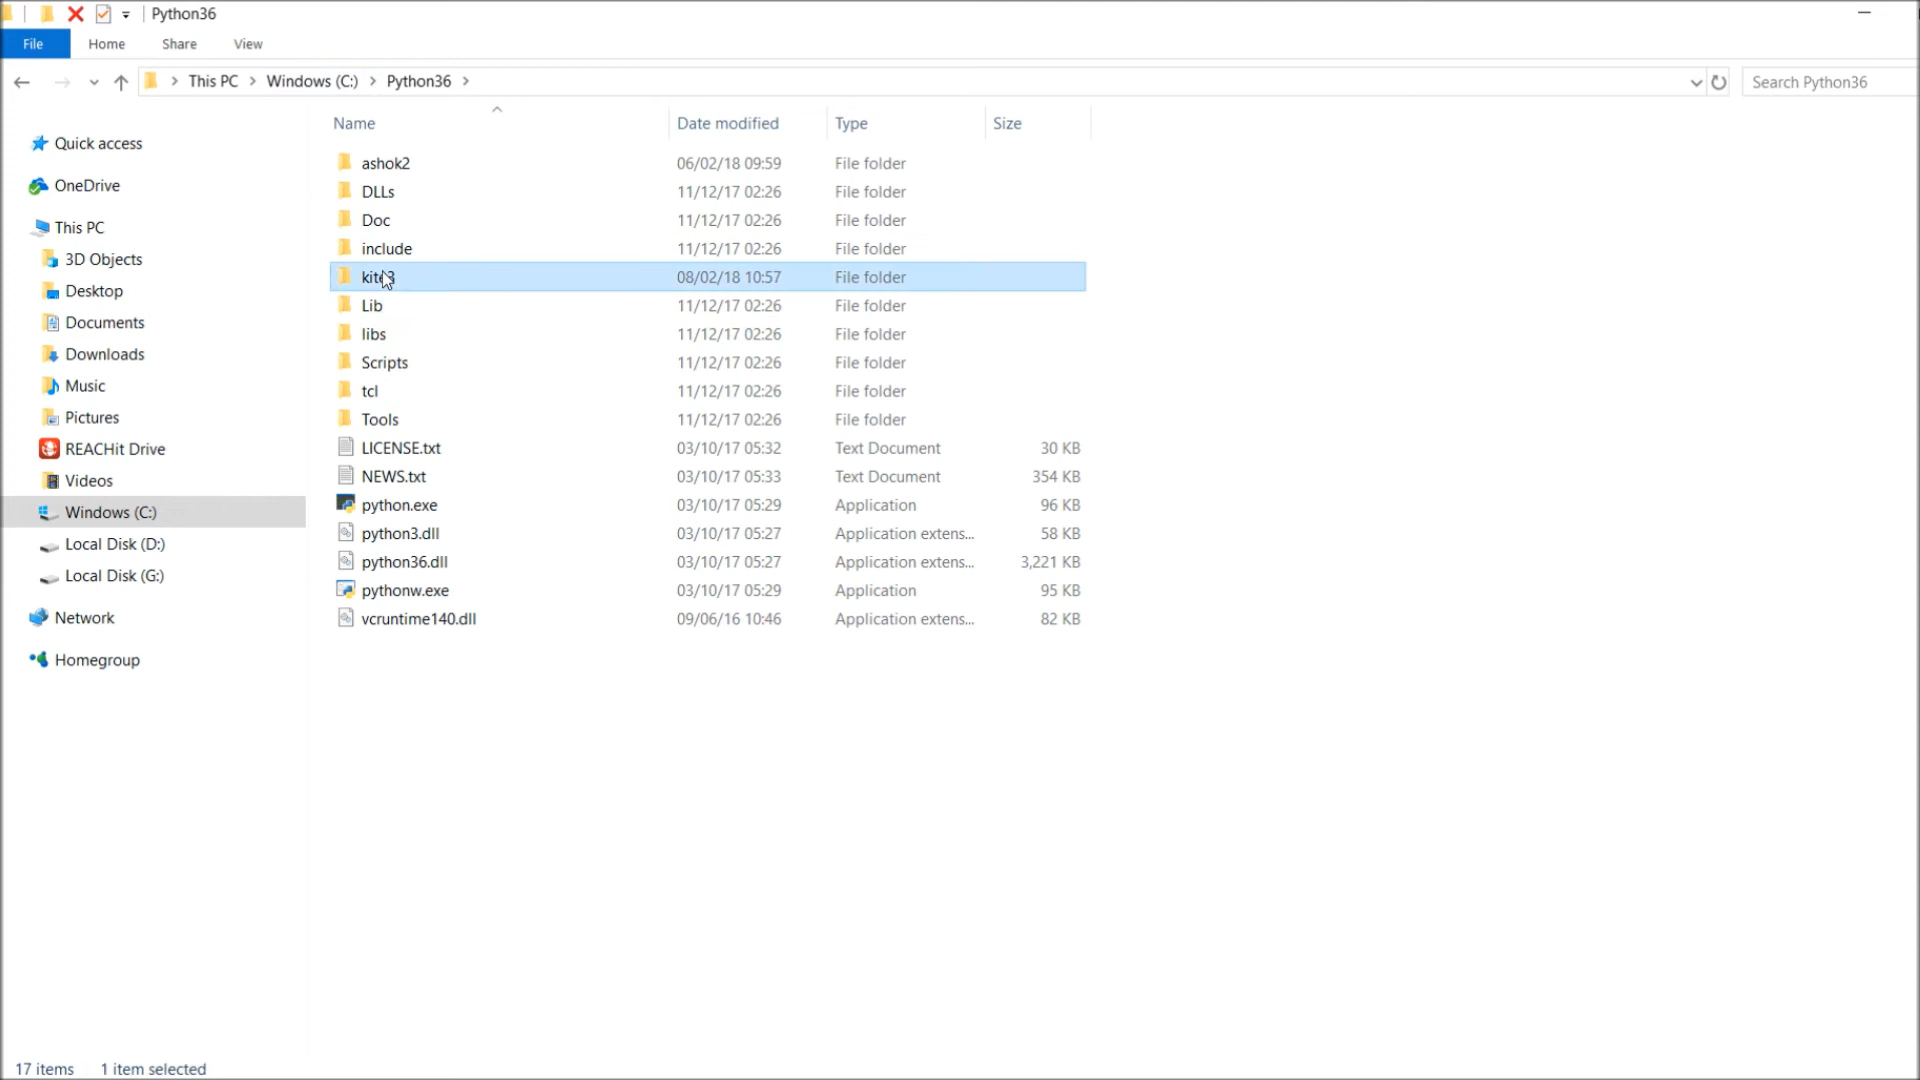 Python36
File Home Share View
This PC Windows (C:) Python36 Search Python36
Name Date modified Type Size
Quick access
OneDrive
This PC
3D Objects
Desktop
Documents
Downloads
Music
Pictures
REACHit Drive
Videos
Windows (C:)
Local Disk (D:)
Local Disk (G:)
Network
Homegroup
ashok2 06/02/18 09:59 File folder
DLLs 11/12/17 02:26 File folder
Doc 11/12/17 02:26 File folder
include 11/12/17 02:26 File folder
08/02/18 10:57 File folder
Lib 11/12/17 02:26 File folder
libs 11/12/17 02:26 File folder
Scripts 11/12/17 02:26 File folder
tcl 11/12/17 02:26 File folder
Tools 11/12/17 02:26 File folder
LICENSE.txt 03/10/17 05:32 Text Document 30 KB
NEWS.txt 03/10/17 05:33 Text Document 354 KB
python.exe 03/10/17 05:29 Application 96 KB
python3.dll 03/10/17 05:27 Application extens... 58 KB
python36.dll 03/10/17 05:27 Application extens... 3,221 KB
pythonw.exe 03/10/17 05:29 Application 95 KB
vcruntime140.dll 09/06/16 10:46 Application extens... 82 KB
17 items 1 item selected